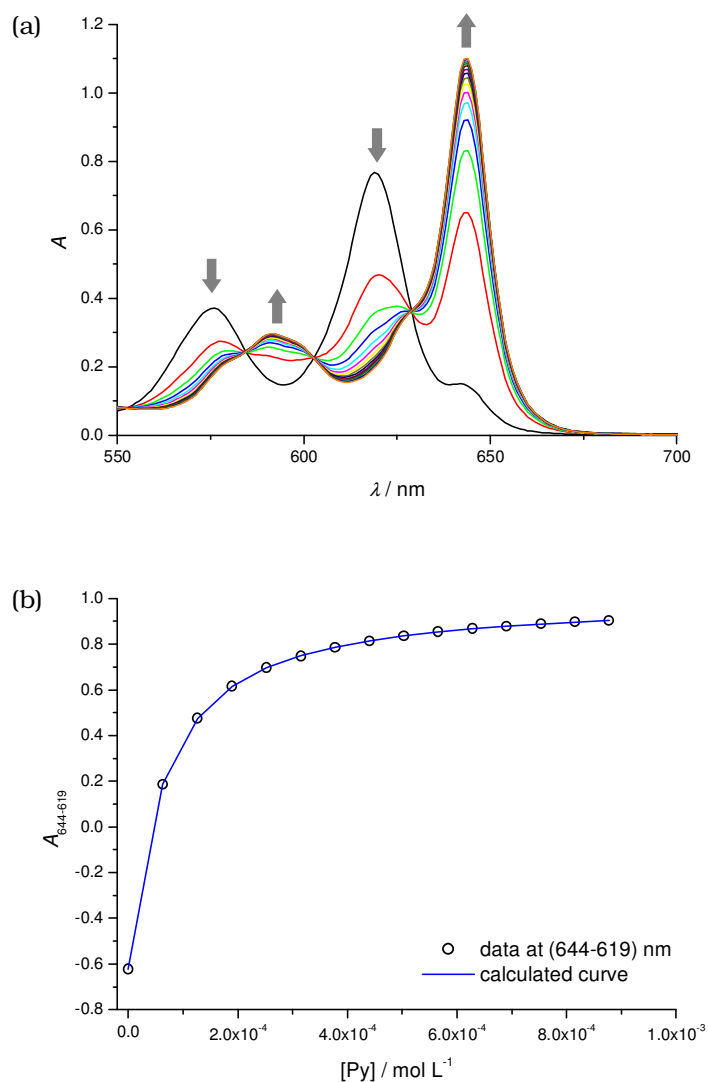 (a)
1.2
1.0
0.8
0.6
0.4
0.2
0.0
A
550
600
650
700
λ / nm
(b)
1.0
0.8
0.6
0.4
0.2
0.0
-0.2
-0.4
-0.6
-0.8
A644-619
data at (644-619) nm
calculated curve
0.0
2.0x10-4
4.0x10-4
6.0x10-4
8.0x10-4
1.0x10-3
[Py] / mol L-1